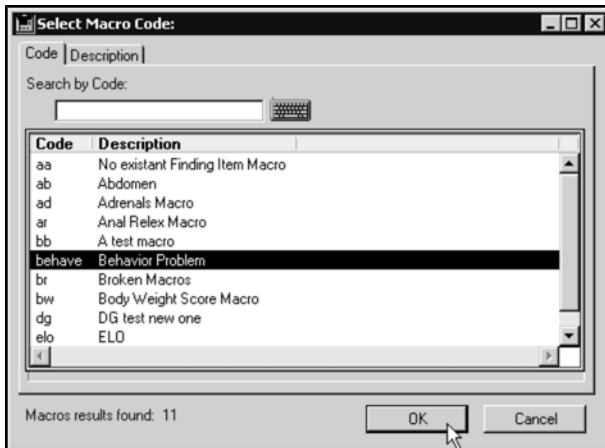 Select Macro Code:
Code Description
Search by Code:
Code Description
aa No existant Finding Item Macro
ab Abdomen
ad Adrenals Macro
ar Anal Relex Macro
bb A test macro
behave Behavior Problem
br Broken Macros
bw Body Weight Score Macro
dg DG test new one
elo ELO
Macros results found: 11
OK Cancel